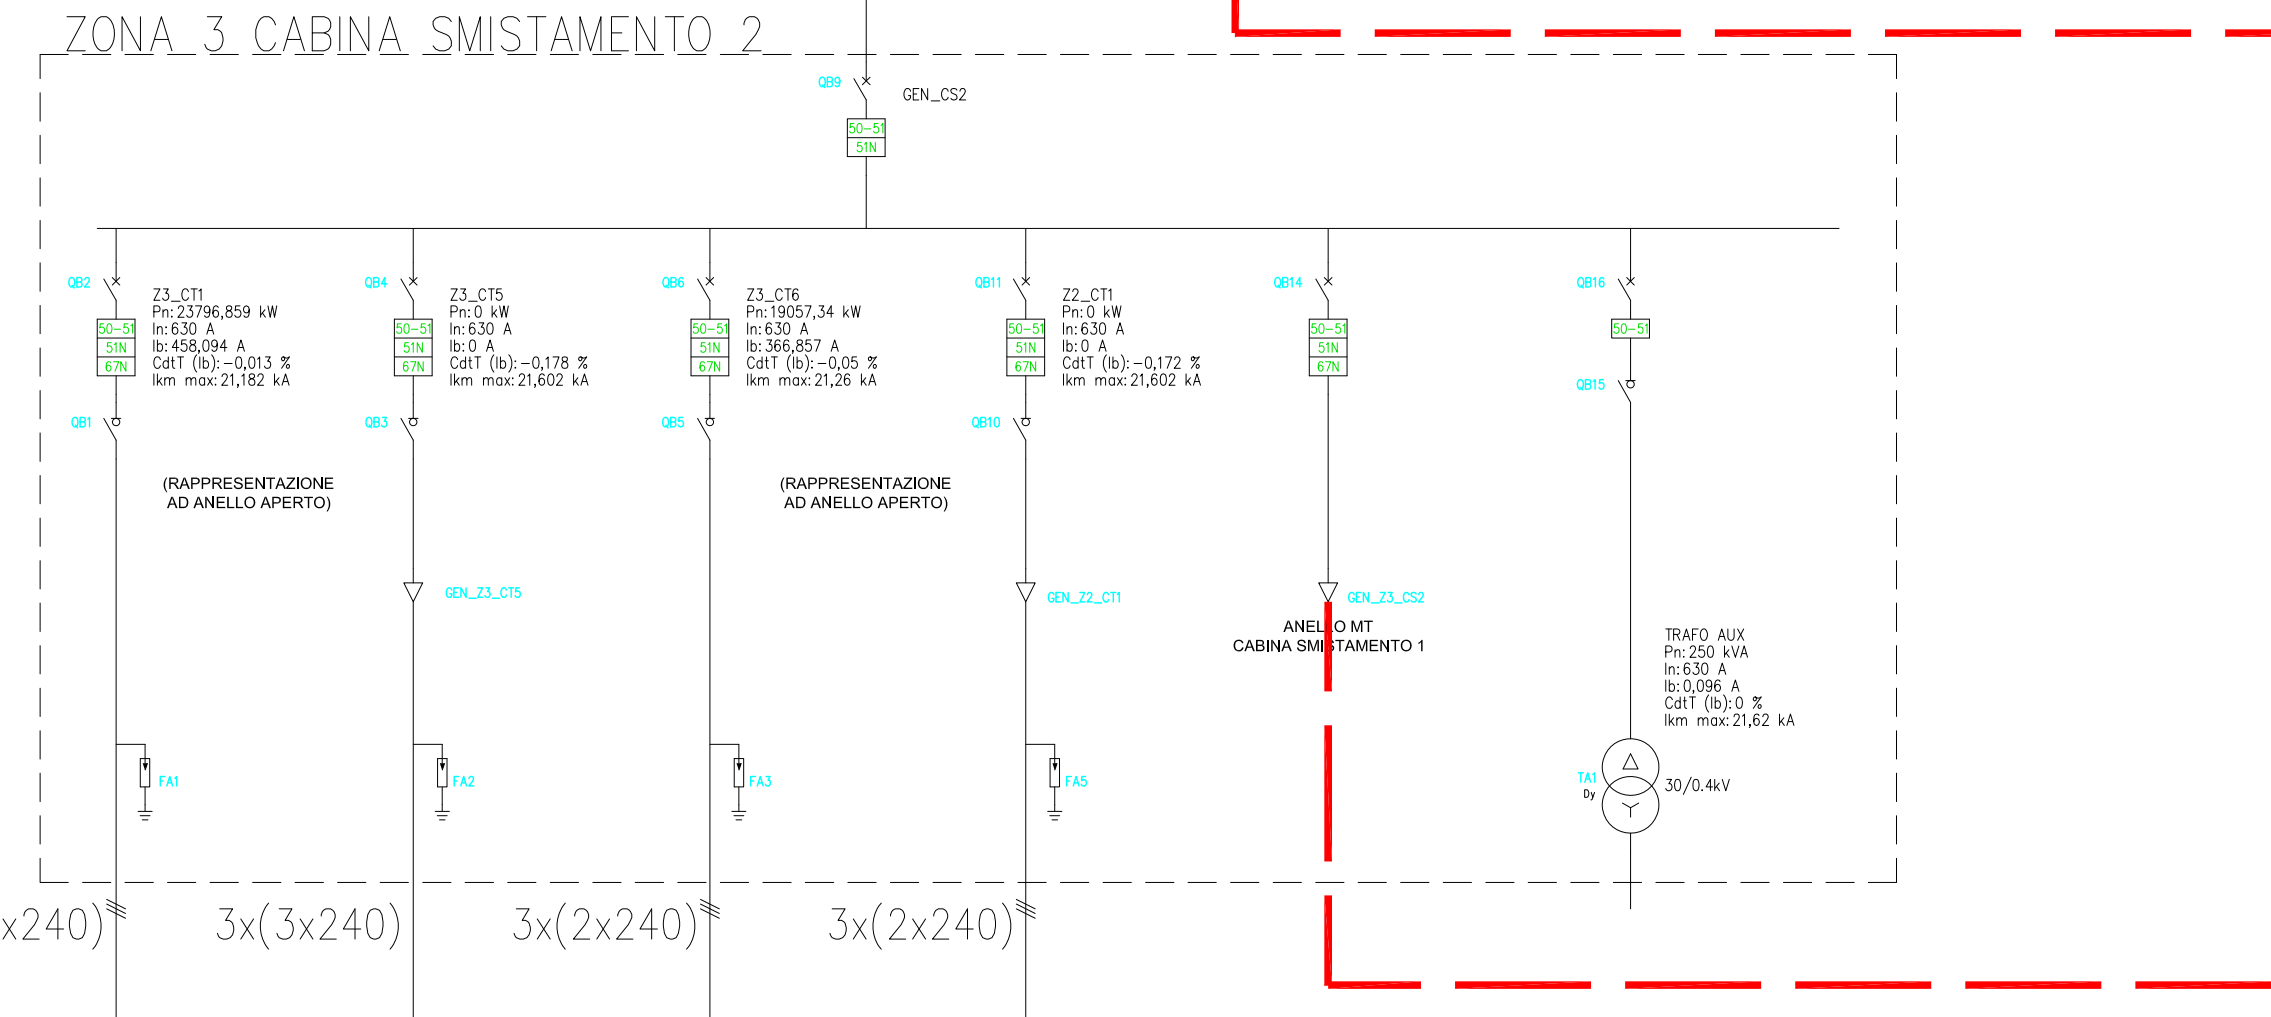 ZONA 3 CABINA SMISTAMENTO 2
QB9
GEN_CS2
50-51
51N
QB2
Z3_CT1
Pn: 23796,859 kW
In: 630 A
Ib: 458,094 A
CdtT (Ib): -0,013 %
Ikm max: 21,182 kA
50-51
51N
67N
QB1
QB4
Z3_CT5
Pn: 0 kW
In: 630 A
Ib: 0 A
CdtT (Ib): -0,178 %
Ikm max: 21,602 kA
50-51
51N
67N
QB3
QB6
Z3_CT6
Pn: 19057,34 kW
In: 630 A
Ib: 366,857 A
CdtT (Ib): -0,05 %
Ikm max: 21,26 kA
50-51
51N
67N
QB5
QB11
Z2_CT1
Pn: 0 kW
In: 630 A
Ib: 0 A
CdtT (Ib): -0,172 %
Ikm max: 21,602 kA
50-51
51N
67N
QB10
QB14
50-51
51N
67N
QB16
50-51
QB15
(RAPPRESENTAZIONE
AD ANELLO APERTO)
(RAPPRESENTAZIONE
AD ANELLO APERTO)
GEN_Z3_CT5
GEN_Z2_CT1
GEN_Z3_CS2
ANELLO MT
CABINA SMISTAMENTO 1
TRAFO AUX
Pn: 250 kVA
In: 630 A
Ib: 0,096 A
CdtT (Ib): 0 %
Ikm max: 21,62 kA
FA1
FA2
FA3
FA5
TA1
Dy
30/0.4kV
x240)
3x(3x240)
3x(2x240)
3x(2x240)